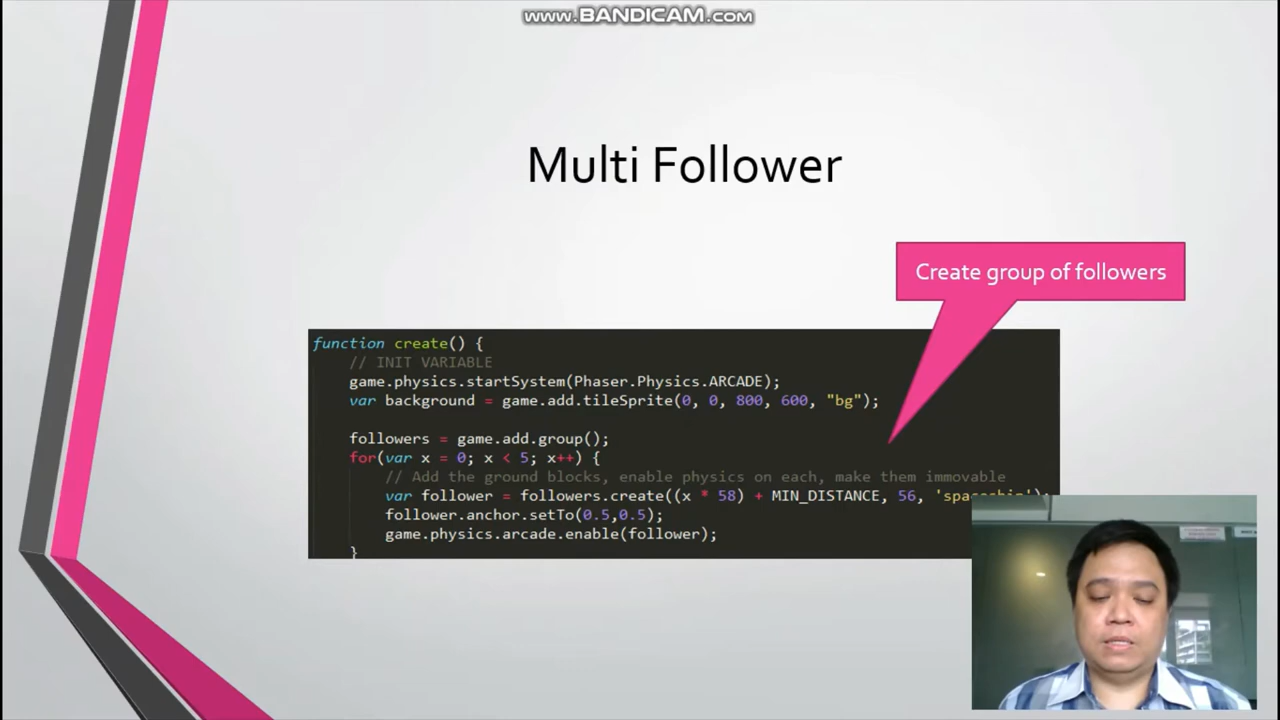 www.BANDICAM.com
Multi Follower
Create group of followers
function create() {
// INIT VARIABLE
game.physics.startSystem(Phaser.Physics.ARCADE);
var background = game.add.tileSprite(0, 0, 800, 600, "bg");
followers = game.add.group();
for(var x = 0; x < 5; x++) {
// Add the ground blocks, enable physics on each, make them immovable
var follower = followers.create((x * 58) + MIN_DISTANCE, 56, 'spaceship');
follower.anchor.setTo(0.5,0.5);
game.physics.arcade.enable(follower);
}